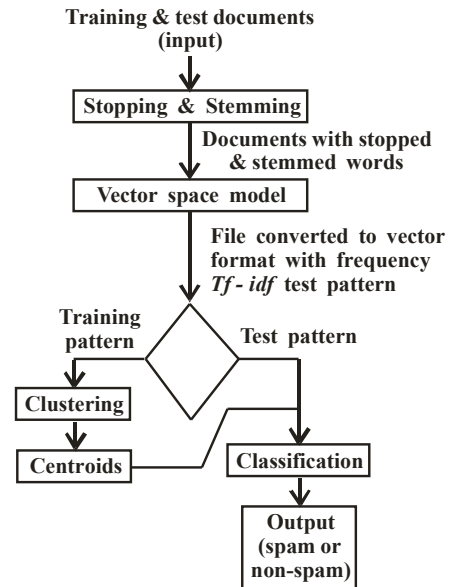 Training & test documents
(input)
Stopping & Stemming
Documents with stopped
& stemmed words
Vector space model
File converted to vector
format with frequency
Tf - idf test pattern
Training
pattern
Test pattern
Clustering
Centroids
Classification
Output
(spam or
non-spam)